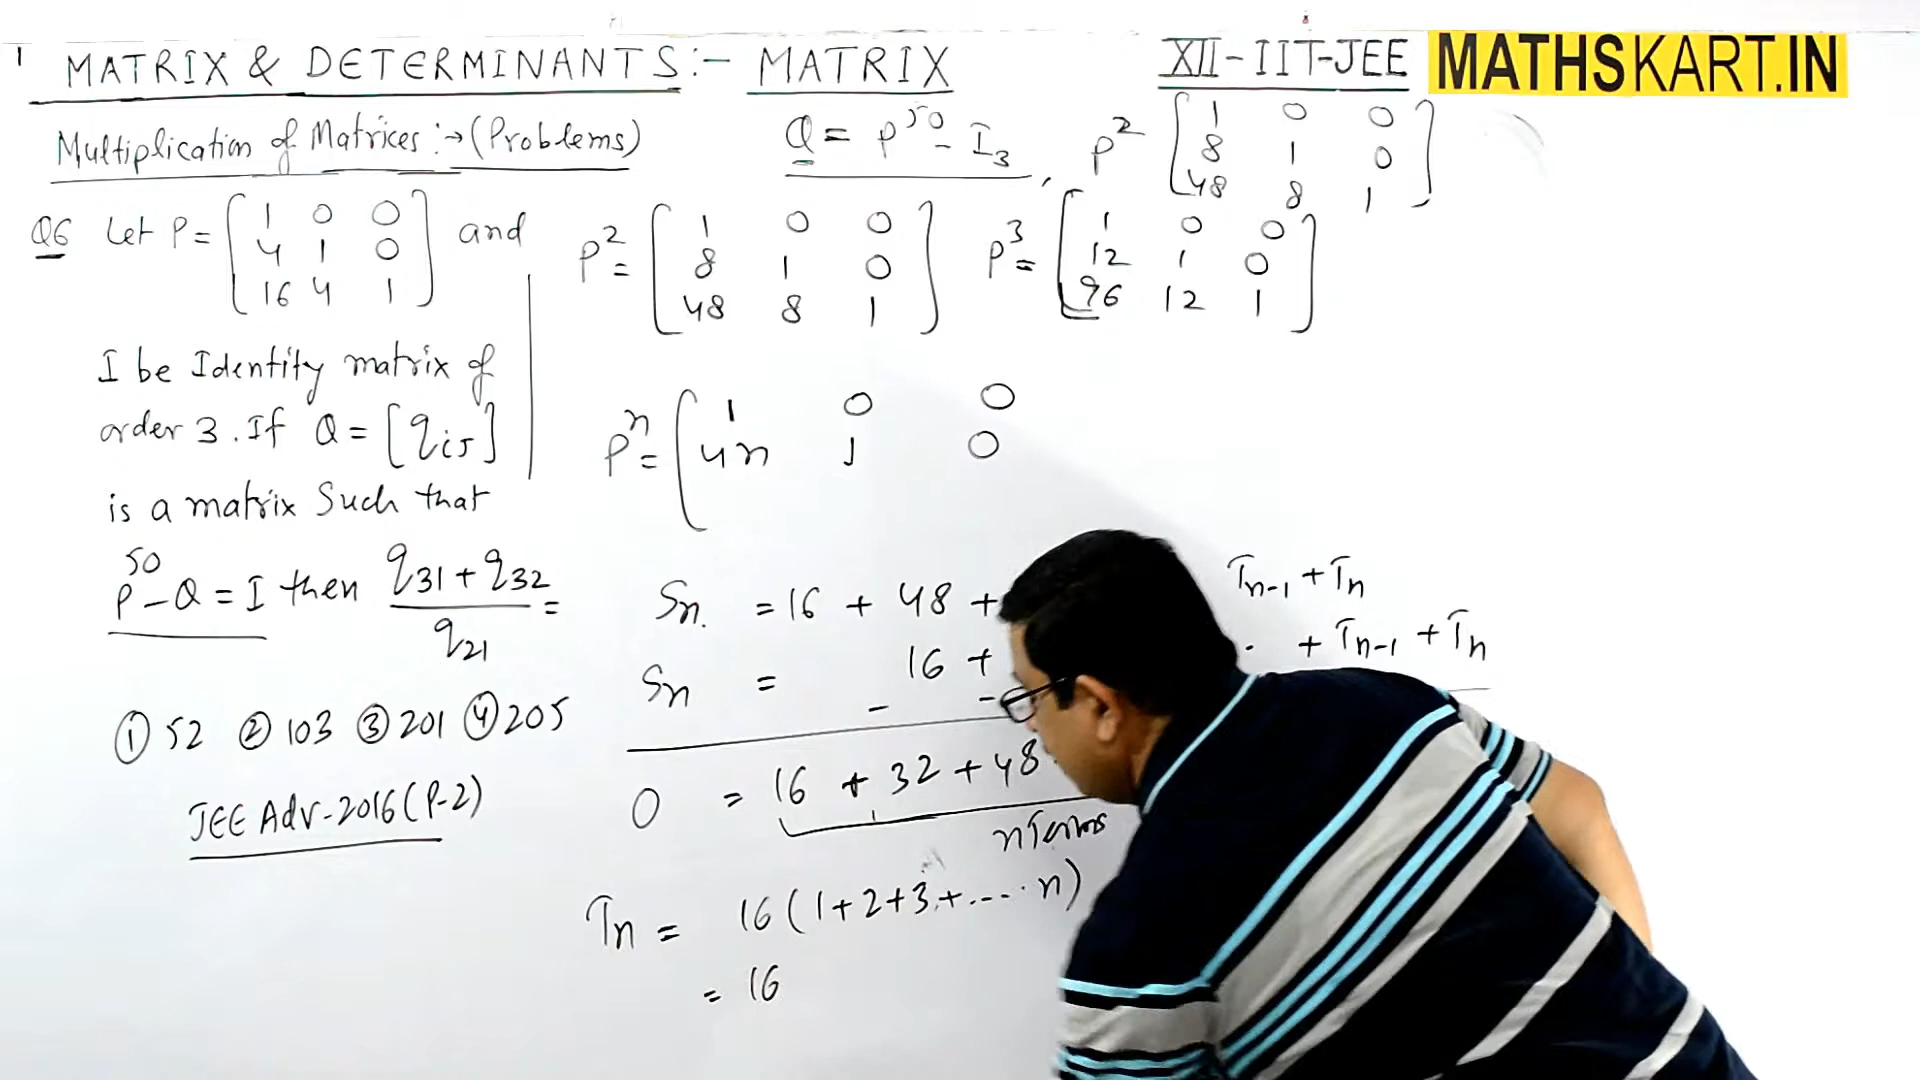 1 MATRIX & DETERMINANTS:- MATRIX XII-IIT-JEE MATHSKART.IN
Multiplication of Matrices:→(Problems)
Q6 Let P= [1 0 0
4 1 0
16 4 1] and
I be Identity matrix of
order 3. If Q = [qij]
is a matrix Such that
P^50 - Q = I then (q31+q32)/q21 =
① 52 ② 103 ③ 201 ④ 205
JEE Adv-2016(P-2)
Q = P^50 - I3,
P^2 [1 0 0
8 1 0
48 8 1]
P^2 = [1 0 0
8 1 0
48 8 1]
P^3 = [1 0 0
12 1 0
96 12 1]
P^n = [1 0 0
4n 1 0
Sn. = 16 + 48 + Tn-1 + Tn
Sn = 16 + . + Tn-1 + Tn
- -
0 = 16 + 32 + 48
n Terms
Tn = 16(1+2+3+....n)
= 16